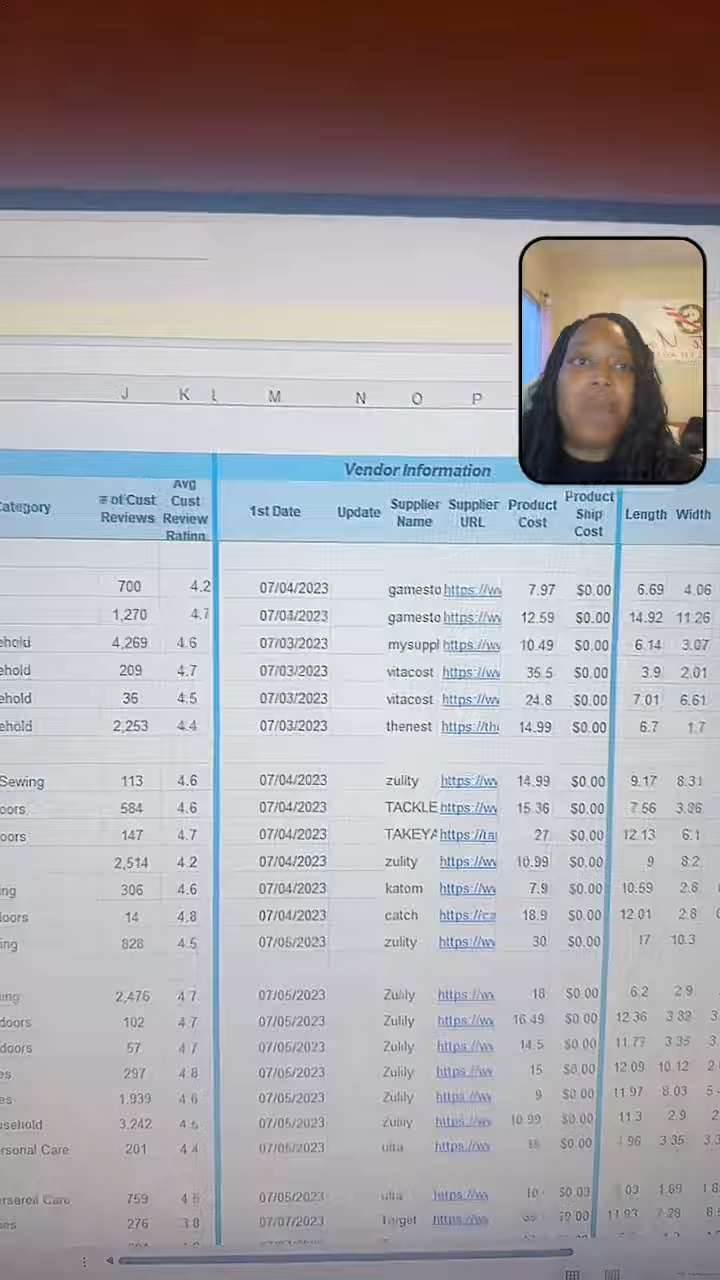 J K L M N O P
Vendor Information
Category # of Cust Reviews Avg Cust Review Rating 1st Date Update Supplier Name Supplier URL Product Cost Product Ship Cost Length Width
700 4.2 07/04/2023 gamesto https://ww 7.97 $0.00 6.69 4.06
1,270 4.7 07/04/2023 gamesto https://ww 12.59 $0.00 14.92 11.26
ehold 4,269 4.6 07/03/2023 mysuppl https://ww 10.49 $0.00 6.14 3.07
ehold 209 4.7 07/03/2023 vitacost https://ww 35.5 $0.00 3.9 2.01
ehold 36 4.5 07/03/2023 vitacost https://ww 24.8 $0.00 7.01 6.61
ehold 2,253 4.4 07/03/2023 thenest https://the 14.99 $0.00 6.7 1.7
Sewing 113 4.6 07/04/2023 zulity https://ww 14.99 $0.00 9.17 8.31
oors 584 4.6 07/04/2023 TACKLE https://ww 15.36 $0.00 7.56 3.86
oors 147 4.7 07/04/2023 TAKEYA https://ta 27 $0.00 12.13 6.1
2,514 4.2 07/04/2023 zulity https://ww 10.99 $0.00 9 8.2
ng 306 4.6 07/04/2023 katom https://ww 7.9 $0.00 10.59 2.6
doors 14 4.8 07/04/2023 catch https://ca 18.9 $0.00 12.01 2.8
ing 828 4.5 07/05/2023 zulity https://ww 30 $0.00 17 10.3
ing 2,476 4.7 07/05/2023 Zulily https://ww 18 $0.00 6.2 2.9
doors 102 4.7 07/05/2023 Zulily https://ww 16.49 $0.00 12.36 3.
doors 57 4.7 07/05/2023 Zulily https://ww 14.5 $0.00 11.77 3.35 3.
es 297 4.8 07/05/2023 Zulily https://ww 15 $0.00 12.09 10.12
es 1,939 4.6 07/05/2023 Zulily https://ww 9 $0.00 11.97 8.03
sehold 3,242 07/05/2023 Zulily https://ww 10.99 $0.00 11.3 2.9
rsonal Care 201 4.4 07/05/2023 ulta https://ww $0.00 3.35 3.
Care 759 07/05/2023 ulta https://ww 10 1.69 1.8
es 276 3.8 07/07/2023 Target https://ww 11.93 7.28